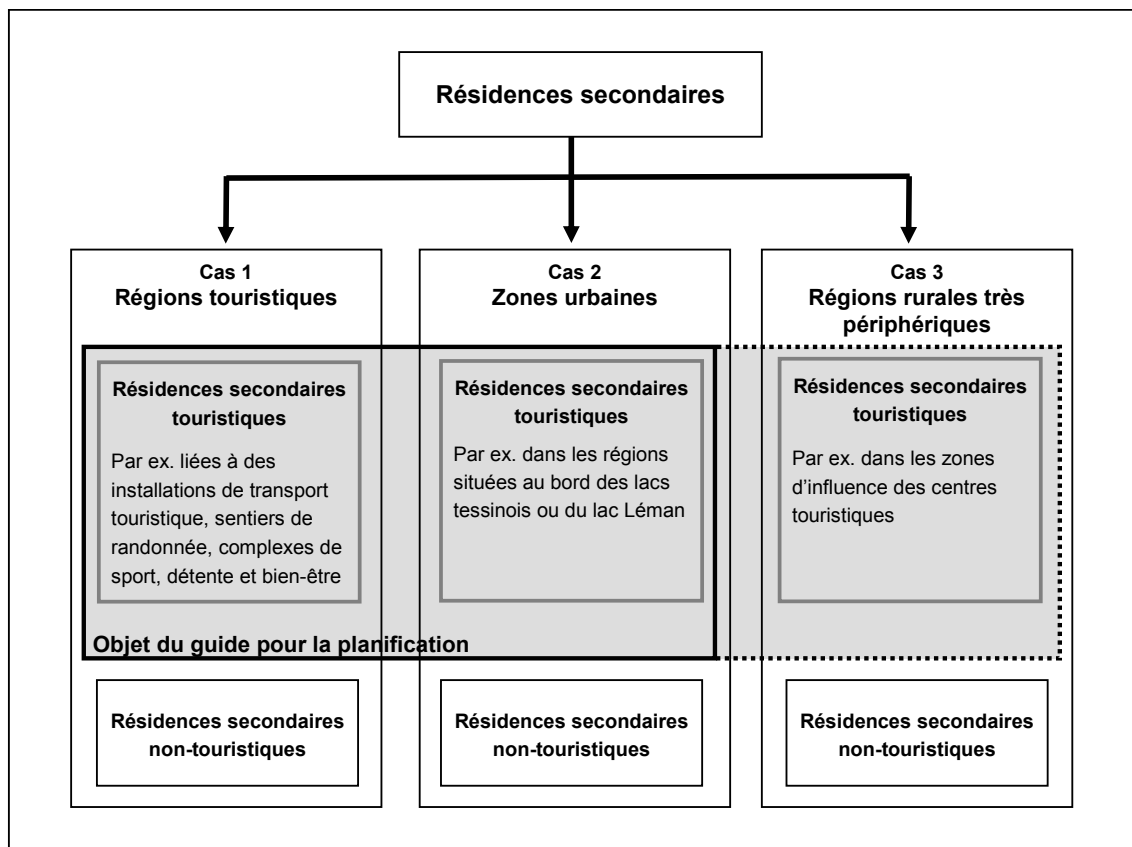 Résidences secondaires
Cas 1
Régions touristiques
Résidences secondaires
touristiques
Par ex. liées à des
installations de transport
touristique, sentiers de
randonnée, complexes de
sport, détente et bien-être
Cas 2
Zones urbaines
Résidences secondaires
touristiques
Par ex. dans les régions
situées au bord des lacs
tessinois ou du lac Léman
Cas 3
Régions rurales très
périphériques
Résidences secondaires
touristiques
Par ex. dans les zones
d’influence des centres
touristiques
Objet du guide pour la planification
Résidences secondaires
non-touristiques
Résidences secondaires
non-touristiques
Résidences secondaires
non-touristiques